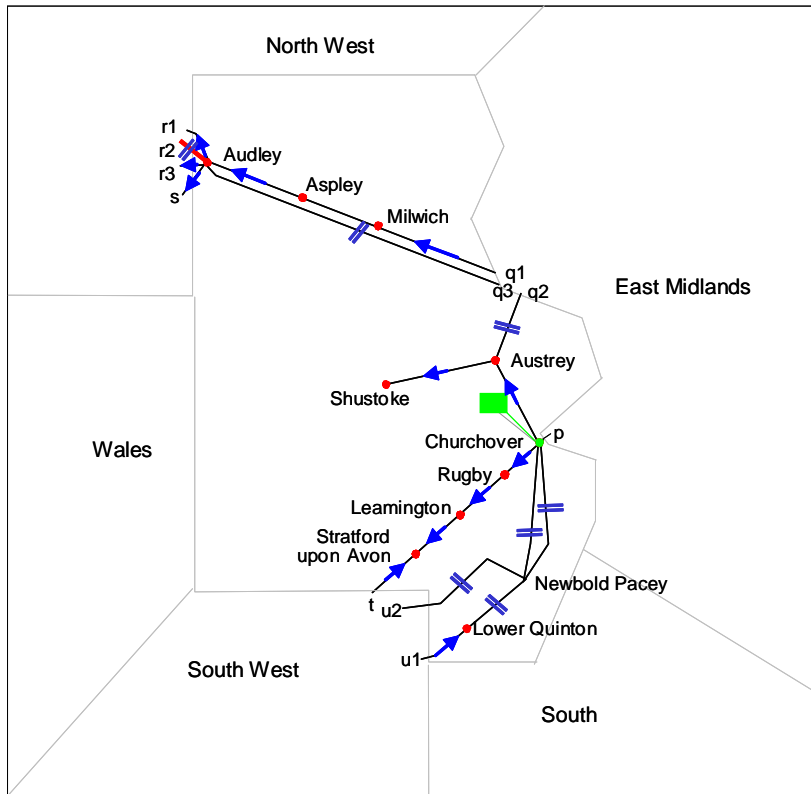 North West
r1
r2
Audley
r3
s
Aspley
Milwich
q1
q3 q2
East Midlands
Austrey
Shustoke
Churchover
p
Wales
Rugby
Leamington
Stratford
upon Avon
Newbold Pacey
t
u2
Lower Quinton
u1
South West
South